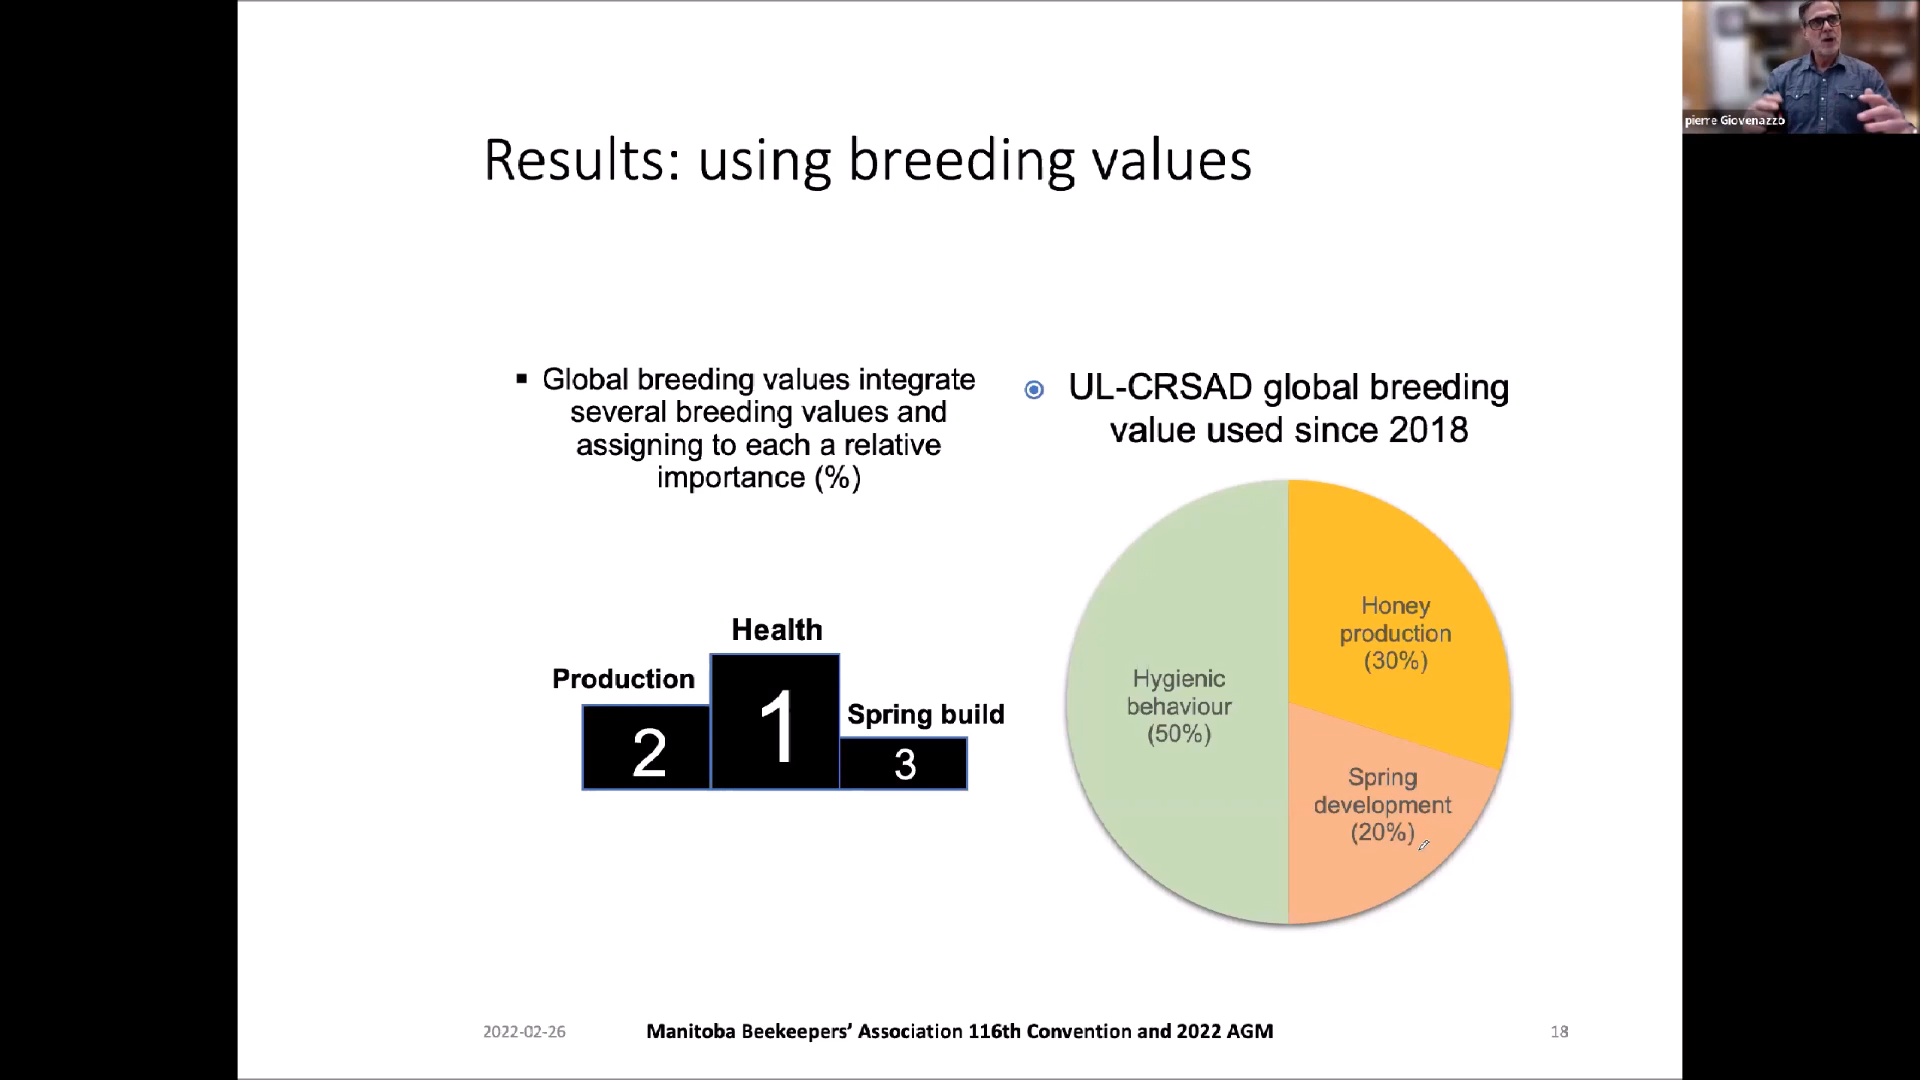 pierre Giovenazzo
Results: using breeding values
▪ Global breeding values integrate
several breeding values and
assigning to each a relative
importance (%)
UL-CRSAD global breeding
value used since 2018
Health
Production
Spring build
1
2
3
Honey
production
(30%)
Hygienic
behaviour
(50%)
Spring
development
(20%)
2022-02-26
Manitoba Beekeepers’ Association 116th Convention and 2022 AGM
18